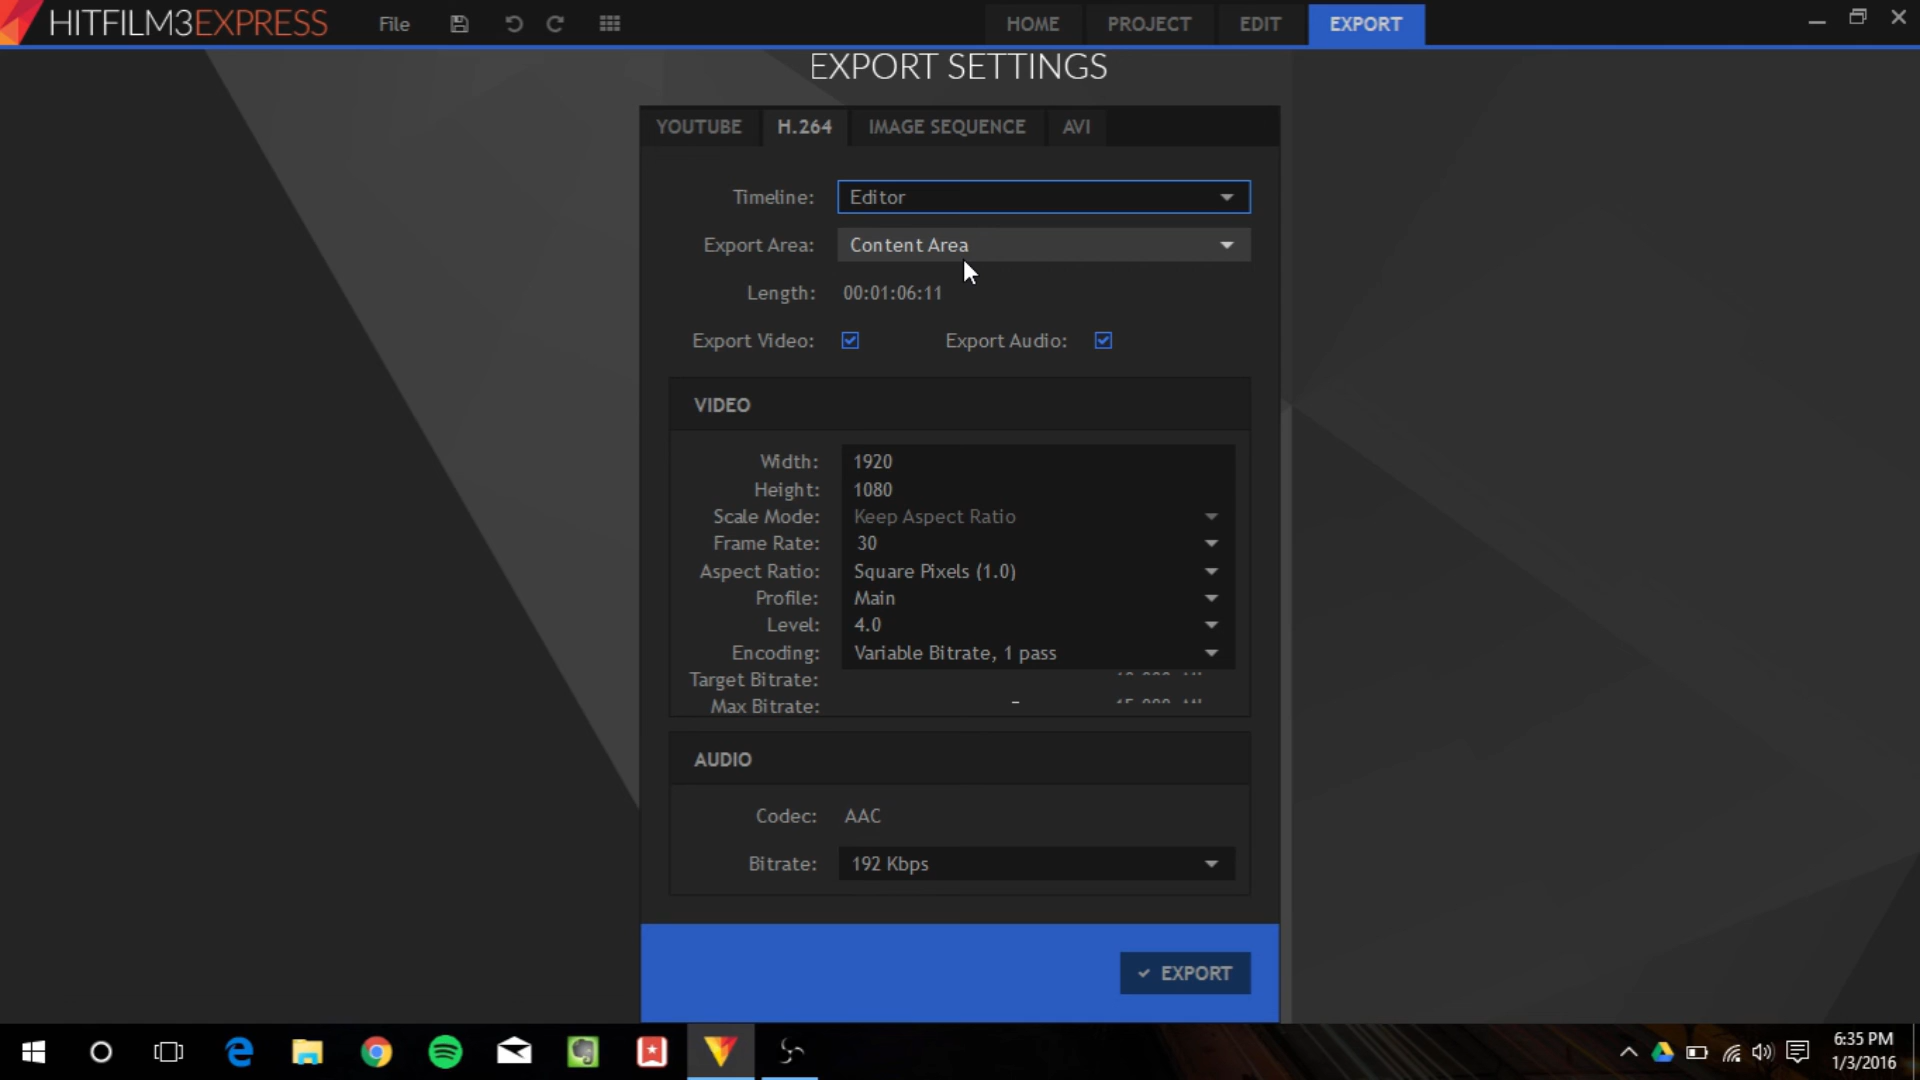 HITFILM3EXPRESS File HOME PROJECT EDIT EXPORT
EXPORT SETTINGS
YOUTUBE H.264 IMAGE SEQUENCE AVI
Timeline: Editor
Export Area: Content Area
Length: 00:01:06:11
Export Video: Export Audio:
VIDEO
Width: 1920
Height: 1080
Scale Mode: Keep Aspect Ratio
Frame Rate: 30
Aspect Ratio: Square Pixels (1.0)
Profile: Main
Level: 4.0
Encoding: Variable Bitrate, 1 pass
Target Bitrate:
Max Bitrate:
AUDIO
Codec: AAC
Bitrate: 192 Kbps
EXPORT
6:35 PM
1/3/2016